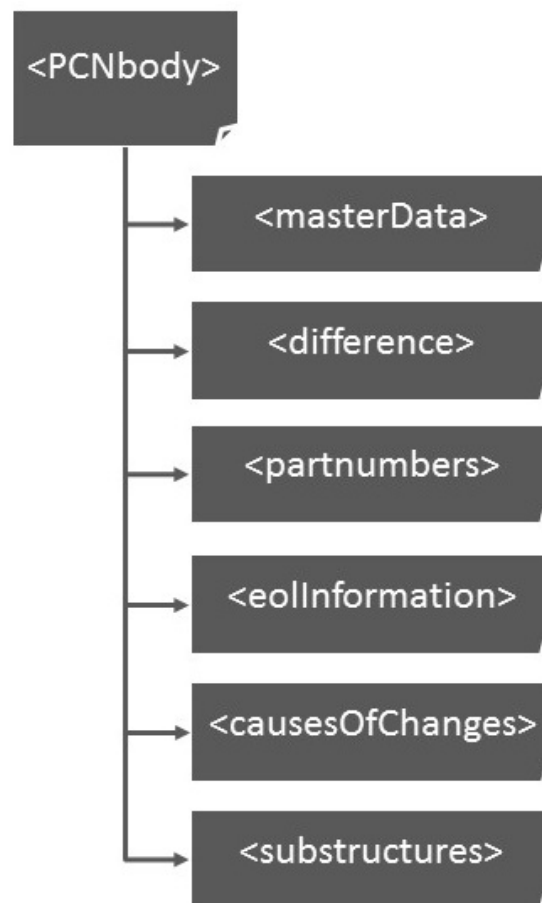 <PCNbody>
<masterData>
<difference>
<partnumbers>
<eolInformation>
<causesOfChanges>
<substructures>